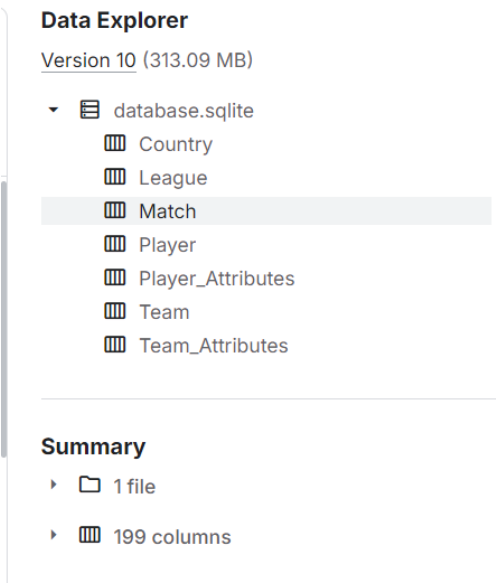 Data Explorer
Version 10 (313.09 MB)
database.sqlite
Country
League
Match
Player
Player_Attributes
Team
Team_Attributes
Summary
1 file
199 columns